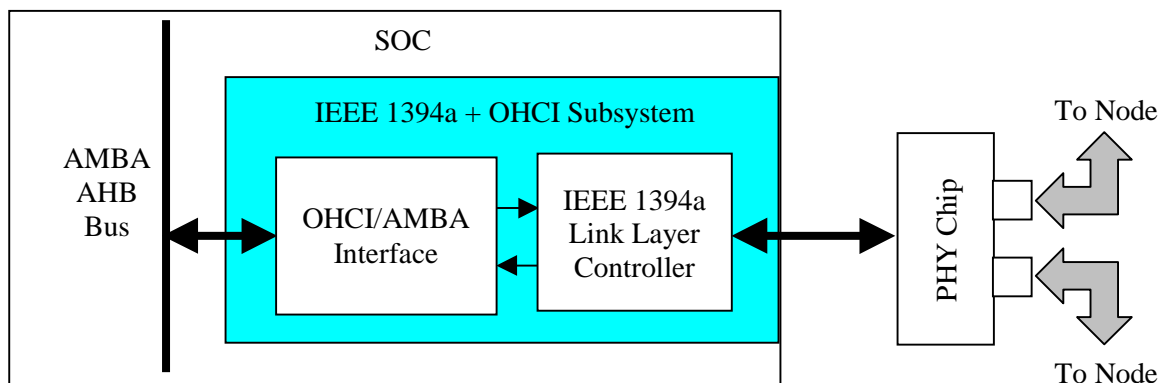 SOC
IEEE 1394a + OHCI Subsystem
AMBA
AHB
Bus
OHCI/AMBA
Interface
IEEE 1394a
Link Layer
Controller
PHY Chip
To Node
To Node